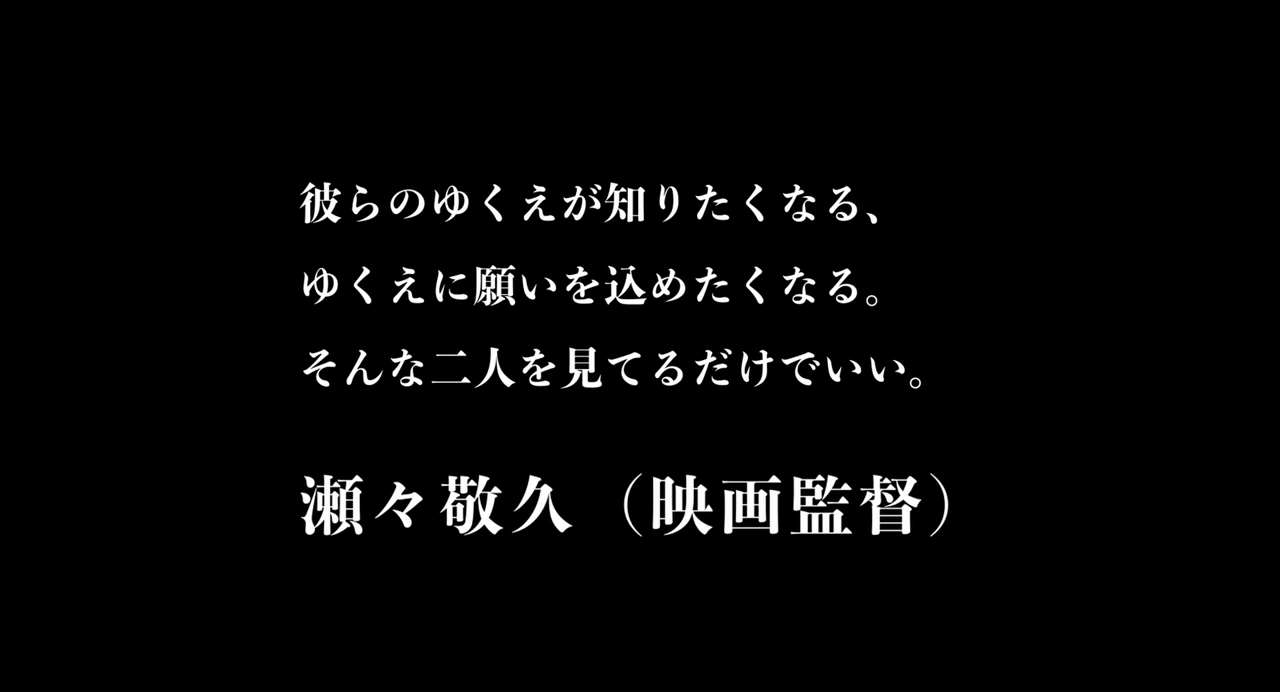 彼らのゆくえが知りたくなる、
ゆくえに願いを込めたくなる。
そんな二人を見てるだけでいい。
瀬々敬久（映画監督）